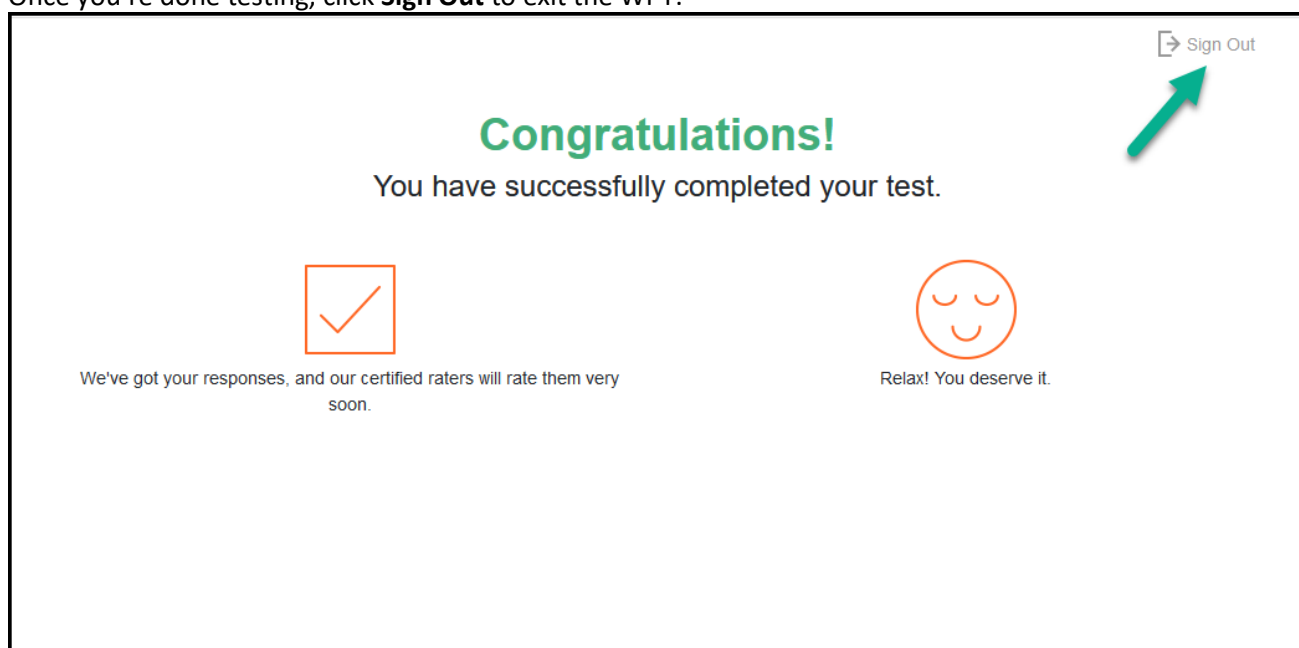 Once you're done testing, click Sign Out to exit the WPT.
Sign Out
Congratulations!
You have successfully completed your test.
We've got your responses, and our certified raters will rate them very
soon.
Relax! You deserve it.